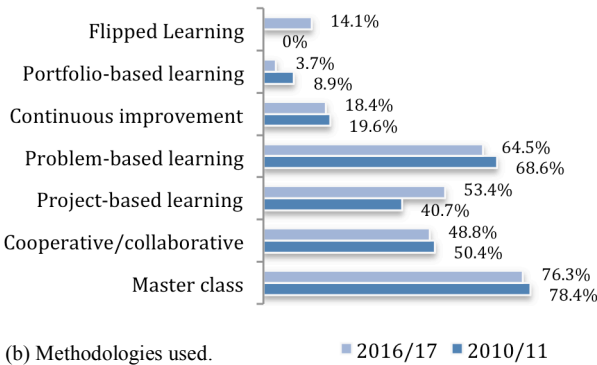 Flipped Learning
14.1%
0%
Portfolio-based learning
3.7%
8.9%
Continuous improvement
18.4%
19.6%
Problem-based learning
64.5%
68.6%
Project-based learning
53.4%
40.7%
Cooperative/collaborative
48.8%
50.4%
Master class
76.3%
78.4%
(b) Methodologies used.
2016/17 2010/11